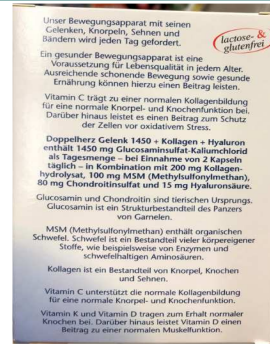 Unser Bewegungsapparat mit seinen
Gelenken, Knorpeln, Sehnen und
Bändern wird jeden Tag gefordert.
lactose- &
glutenfrei
Ein gesunder Bewegungsapparat ist eine
Voraussetzung für Lebensqualität in jedem Alter.
Ausreichende schonende Bewegung sowie gesunde
Ernährung können hierzu einen Beitrag leisten.
Vitamin C trägt zu einer normalen Kollagenbildung
für eine normale Knorpel- und Knochenfunktion bei.
Darüber hinaus leistet es einen Beitrag zum Schutz
der Zellen vor oxidativem Stress.
Doppelherz Gelenk 1450 + Kollagen + Hyaluron
enthält 1450 mg Glucosaminsulfat-Kaliumchlorid
als Tagesmenge – bei Einnahme von 2 Kapseln
täglich – in Kombination mit 200 mg Kollagen-
hydrolysat, 100 mg MSM (Methylsulfonylmethan),
80 mg Chondroitinsulfat und 15 mg Hyaluronsäure.
Glucosamin und Chondroitin sind tierischen Ursprungs.
Glucosamin ist ein Strukturbestandteil des Panzers
von Garnelen.
MSM (Methylsulfonylmethan) enthält organischen
Schwefel. Schwefel ist ein Bestandteil vieler körpereigener
Stoffe, wie beispielsweise von Enzymen und
schwefelhaltigen Aminosäuren.
Kollagen ist ein Bestandteil von Knorpel, Knochen
und Sehnen.
Vitamin C unterstützt die normale Kollagenbildung
für eine normale Knorpel- und Knochenfunktion.
Vitamin K und Vitamin D tragen zum Erhalt normaler
Knochen bei. Darüber hinaus leistet Vitamin D einen
Beitrag zu einer normalen Muskelfunktion.